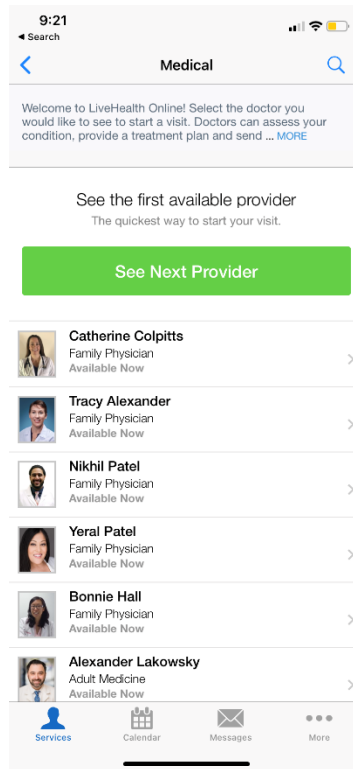 9:21
◄ Search
Medical
Welcome to LiveHealth Online! Select the doctor you
would like to see to start a visit. Doctors can assess your
condition, provide a treatment plan and send ... MORE
See the first available provider
The quickest way to start your visit.
See Next Provider
Catherine Colpitts
Family Physician
Available Now
Tracy Alexander
Family Physician
Available Now
Nikhil Patel
Family Physician
Available Now
Yeral Patel
Family Physician
Available Now
Bonnie Hall
Family Physician
Available Now
Alexander Lakowsky
Adult Medicine
Available Now
Services
Calendar
Messages
More